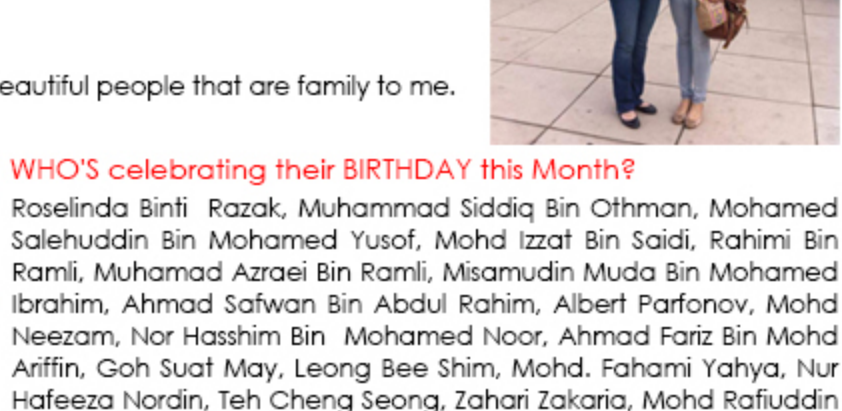 eautiful people that are family to me.
WHO'S celebrating their BIRTHDAY this Month?
Roselinda Binti Razak, Muhammad Siddiq Bin Othman, Mohamed
Salehuddin Bin Mohamed Yusof, Mohd Izzat Bin Saidi, Rahimi Bin
Ramli, Muhamad Azraei Bin Ramli, Misamudin Muda Bin Mohamed
Ibrahim, Ahmad Safwan Bin Abdul Rahim, Albert Parfonov, Mohd
Neezam, Nor Hasshim Bin Mohamed Noor, Ahmad Fariz Bin Mohd
Ariffin, Goh Suat May, Leong Bee Shim, Mohd. Fahami Yahya, Nur
Hafeeza Nordin, Teh Cheng Seong, Zahari Zakaria, Mohd Rafiuddin